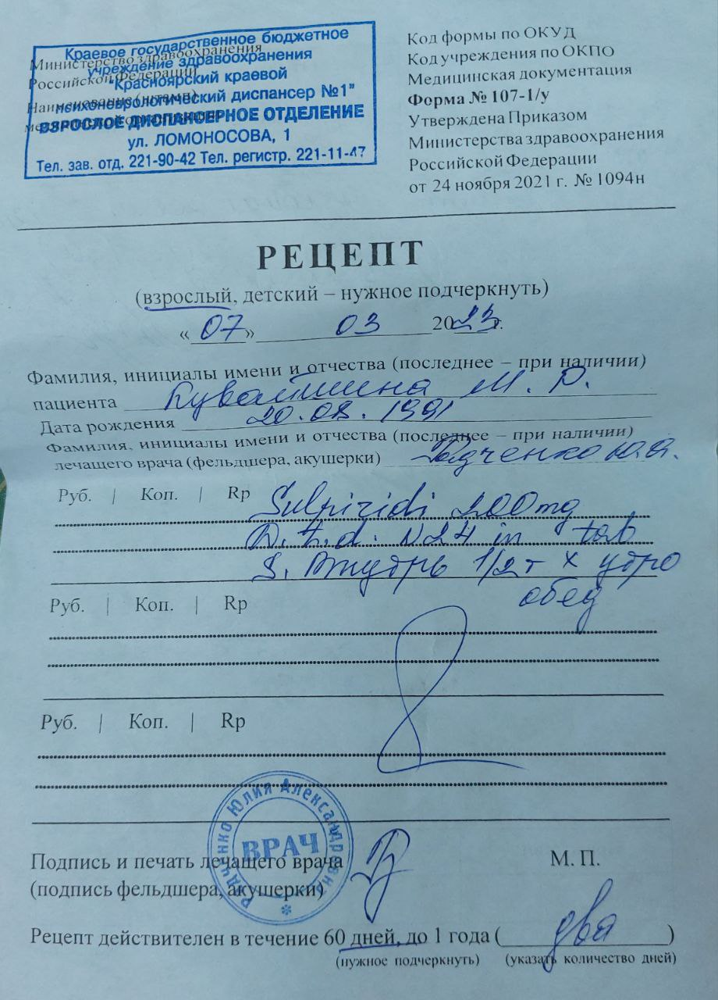 Краевое государственное бюджетное
учреждение здравоохранения
"Красноярский краевой
психоневрологический диспансер №1"
ВЗРОСЛОЕ ДИСПАНСЕРНОЕ ОТДЕЛЕНИЕ
ул. ЛОМОНОСОВА, 1
Тел. зав. отд. 221-90-42 Тел. регистр. 221-11-47
Министерство здравоохранения
Российской Федерации
Наименование (штамп)
Код формы по ОКУД
Код учреждения по ОКПО
Медицинская документация
Форма № 107-1/у
Утверждена Приказом
Министерства здравоохранения
Российской Федерации
от 24 ноября 2021 г. № 1094н
РЕЦЕПТ
(взрослый, детский – нужное подчеркнуть)
«07» 03 2023г.
Фамилия, инициалы имени и отчества (последнее – при наличии)
пациента М. Р.
Дата рождения 20.08.1991
Фамилия, инициалы имени и отчества (последнее – при наличии)
лечащего врача (фельдшера, акушерки) Радченко Ю.А.
Руб. | Коп. | Rp Sulpiridi 200mg
D.t.d. N24 in tab
S. Внутрь 1/2т х утро
обед
Руб. | Коп. | Rp
Руб. | Коп. | Rp
Радченко Юлия Александровна
ВРАЧ
Подпись и печать лечащего врача М. П.
(подпись фельдшера, акушерки)
Рецепт действителен в течение 60 дней, до 1 года (два)
(нужное подчеркнуть) (указать количество дней)